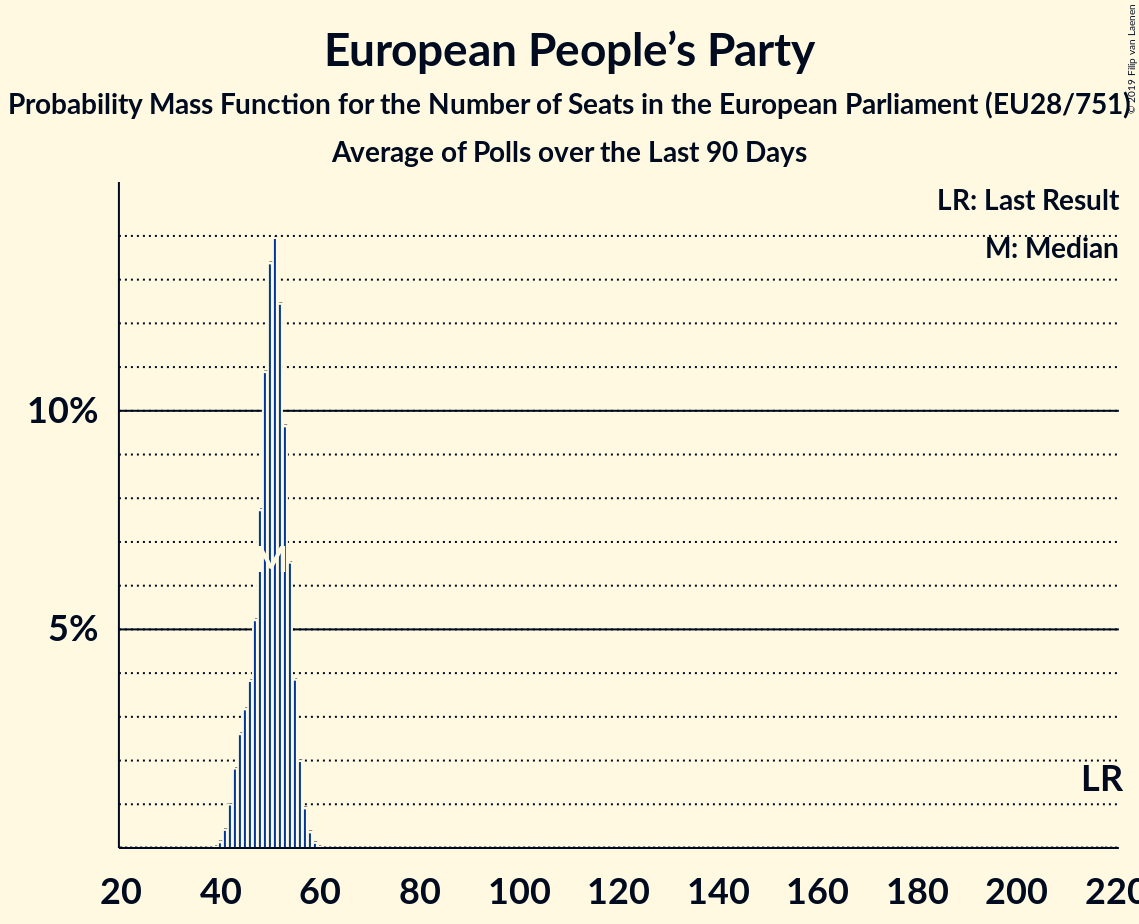 European People’s Party
Probability Mass Function for the Number of Seats in the European Parliament (EU28/751)
Average of Polls over the Last 90 Days
© 2019 Filip van Laenen
LR: Last Result
M: Median
10%
5%
M
LR
20 40 60 80 100 120 140 160 180 200 220